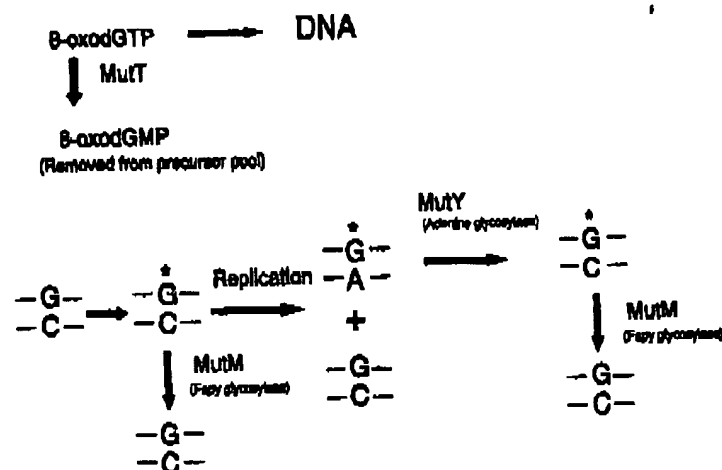 8-oxodGTP DNA
MutT
8-oxodGMP
(Removed from precursor pool)
MutY
(Adenine glycosylase)
*
-G-
-A-
*
-G-
-C-
Replication
-G-
-C-
*
-G-
-C-
+
MutM
(Fapy glycosylase)
MutM
(Fapy glycosylase)
-G-
-C-
-G-
-C-
-G-
-C-